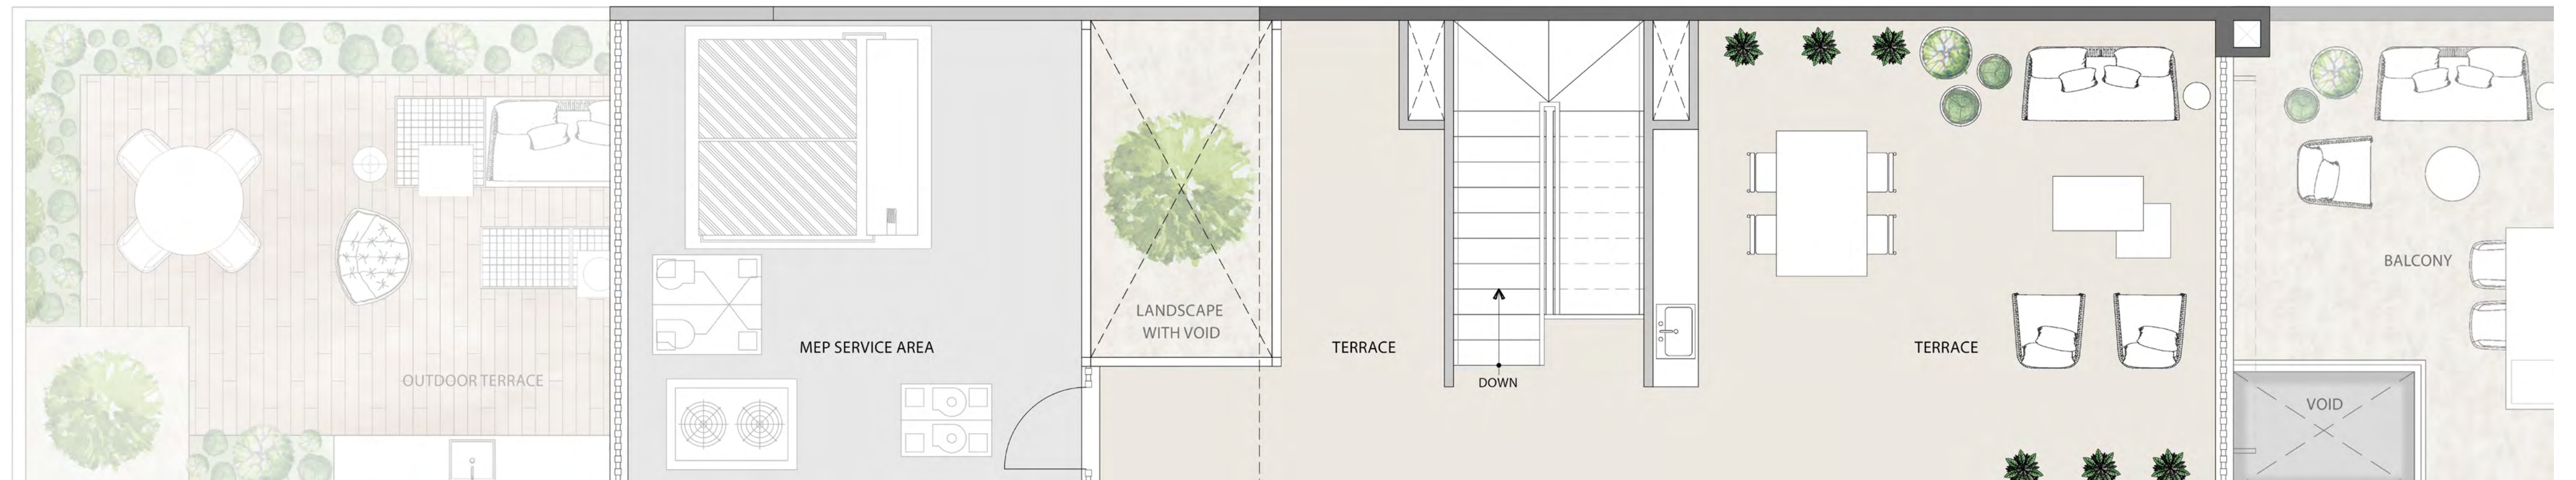 OUTDOOR TERRACE
MEP SERVICE AREA
LANDSCAPE
WITH VOID
TERRACE
DOWN
TERRACE
BALCONY
VOID